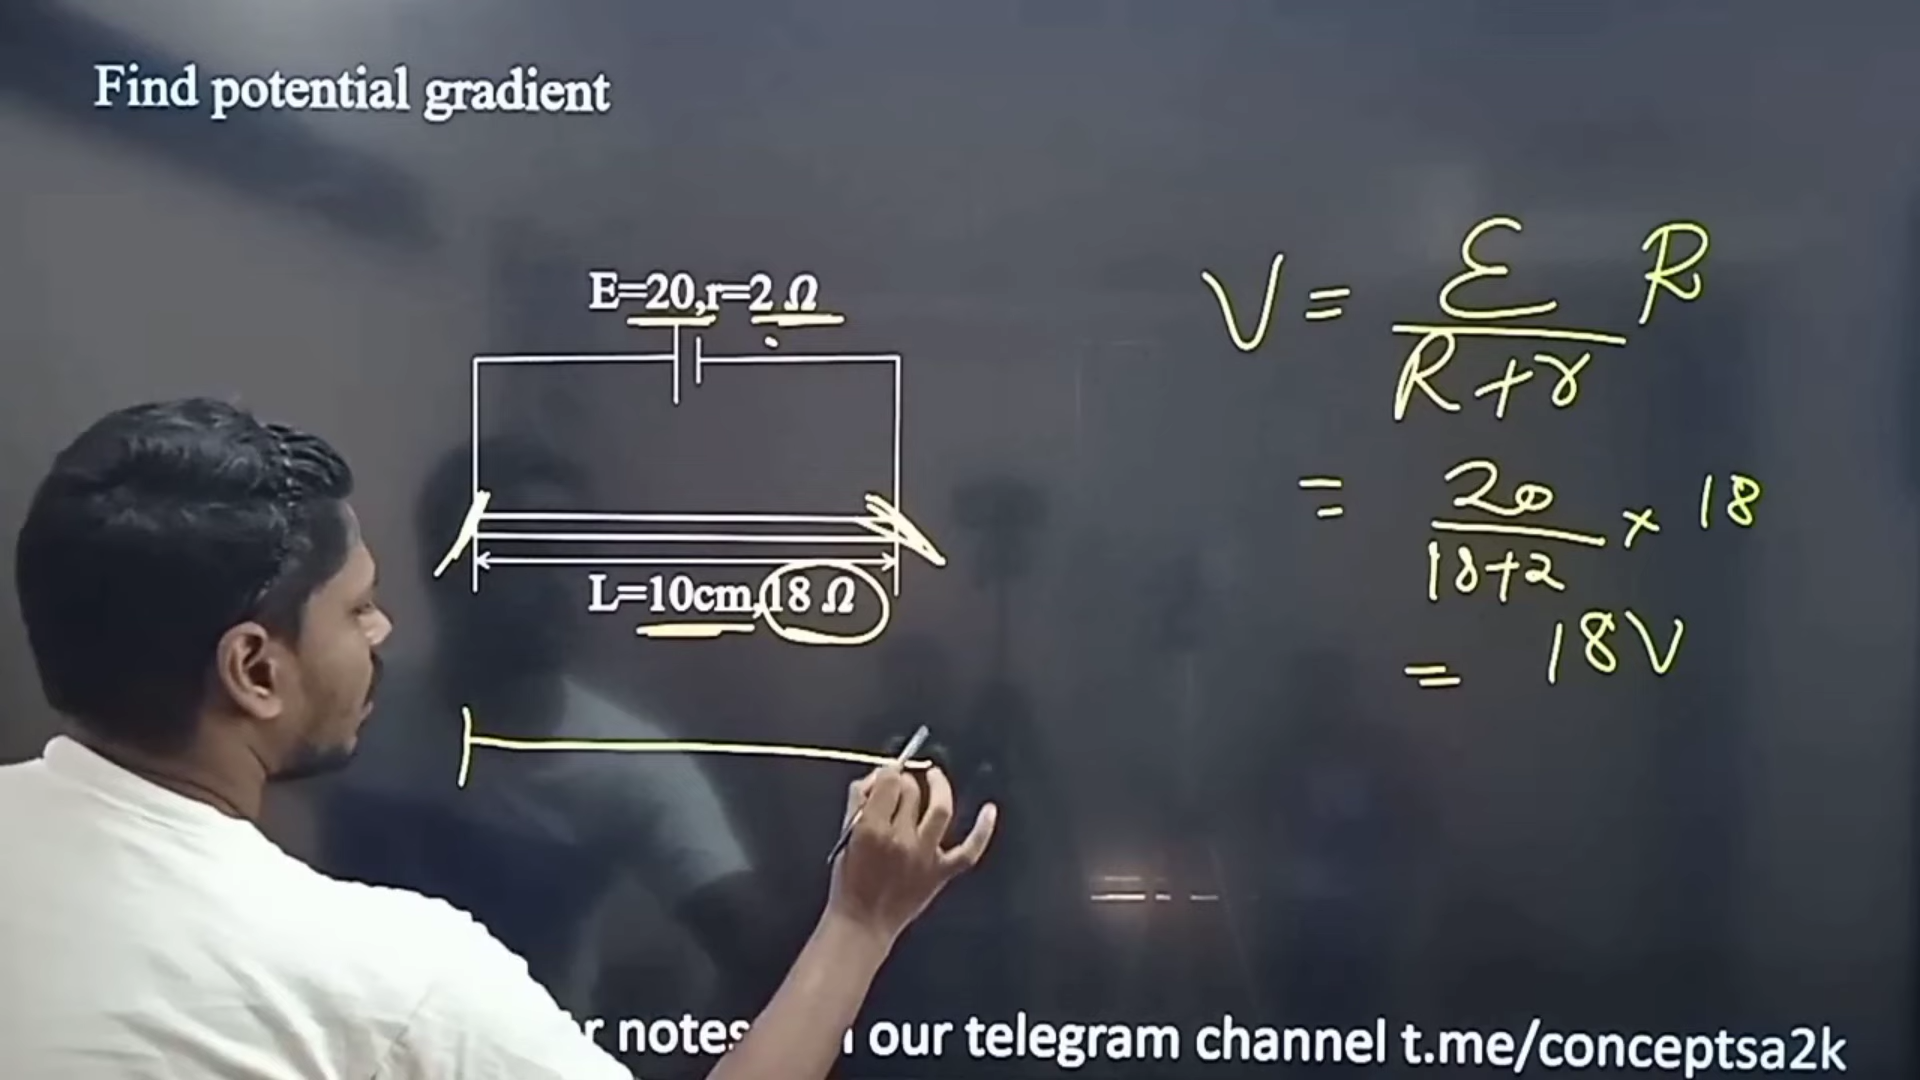 Find potential gradient
E=20,r=2 Ω
L=10cm,18 Ω
V = ℰ/(R+r) R
= 20/(18+2) × 18
= 18V
notes our telegram channel t.me/conceptsa2k